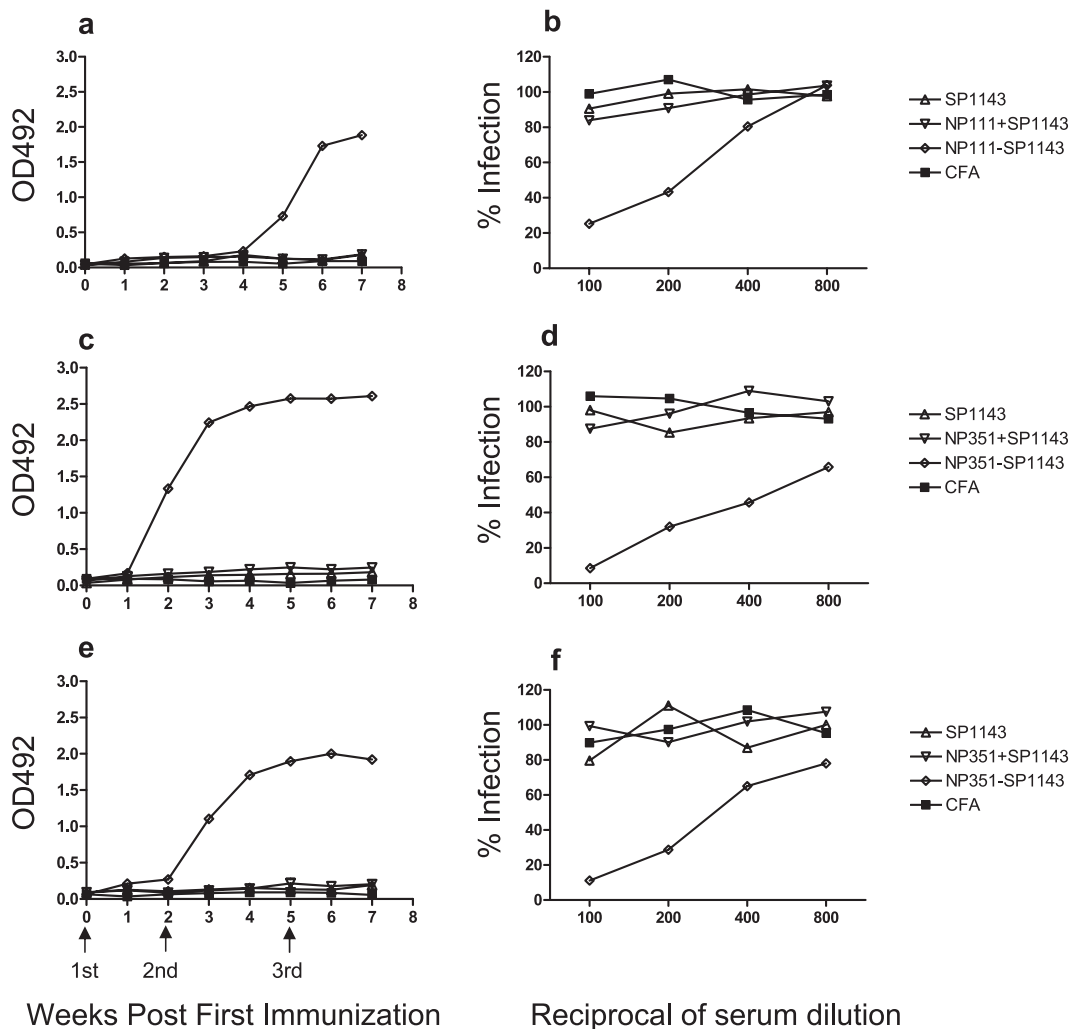 a
3.0
2.5
2.0
1.5
1.0
0.5
0.0
0 1 2 3 4 5 6 7 8
OD492
b
120
100
80
60
40
20
0
100 200 400 800
% Infection
SP1143
NP111+SP1143
NP111-SP1143
CFA
c
3.0
2.5
2.0
1.5
1.0
0.5
0.0
0 1 2 3 4 5 6 7 8
OD492
d
120
100
80
60
40
20
0
100 200 400 800
% Infection
SP1143
NP351+SP1143
NP351-SP1143
CFA
e
3.0
2.5
2.0
1.5
1.0
0.5
0.0
0 1 2 3 4 5 6 7 8
OD492
1st 2nd 3rd
Weeks Post First Immunization
f
120
100
80
60
40
20
0
100 200 400 800
% Infection
SP1143
NP351+SP1143
NP351-SP1143
CFA
Reciprocal of serum dilution